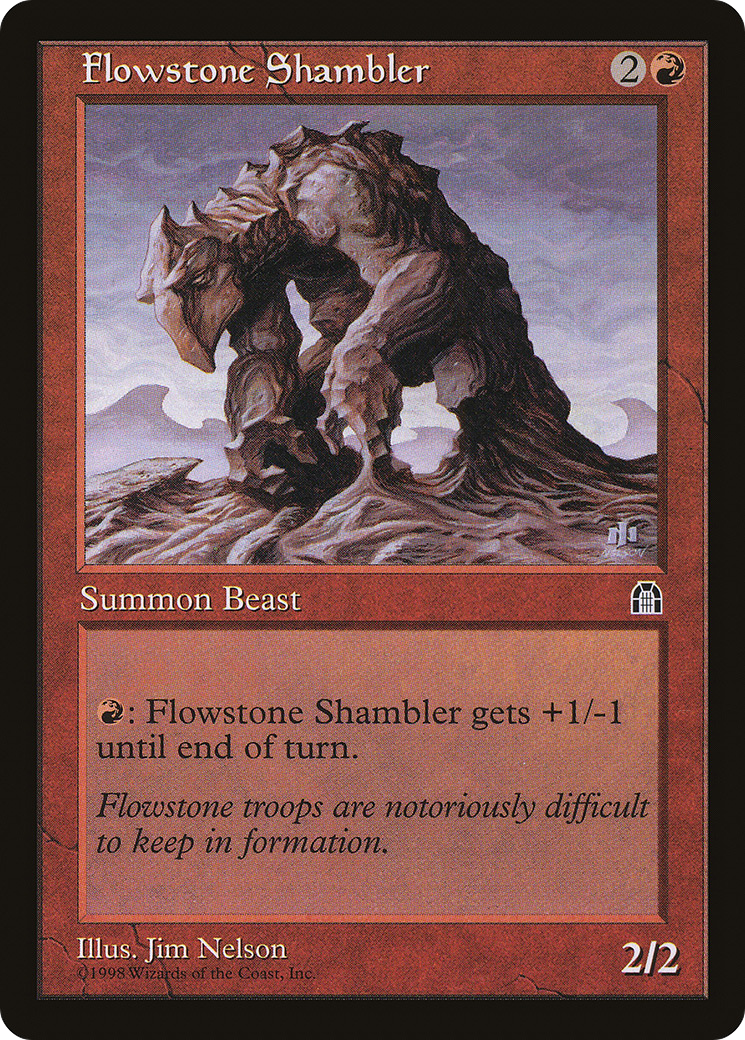 Flowstone Shambler
2
NELSON
Summon Beast
: Flowstone Shambler gets +1/-1
until end of turn.
Flowstone troops are notoriously difficult
to keep in formation.
Illus. Jim Nelson
©1998 Wizards of the Coast, Inc.
2/2